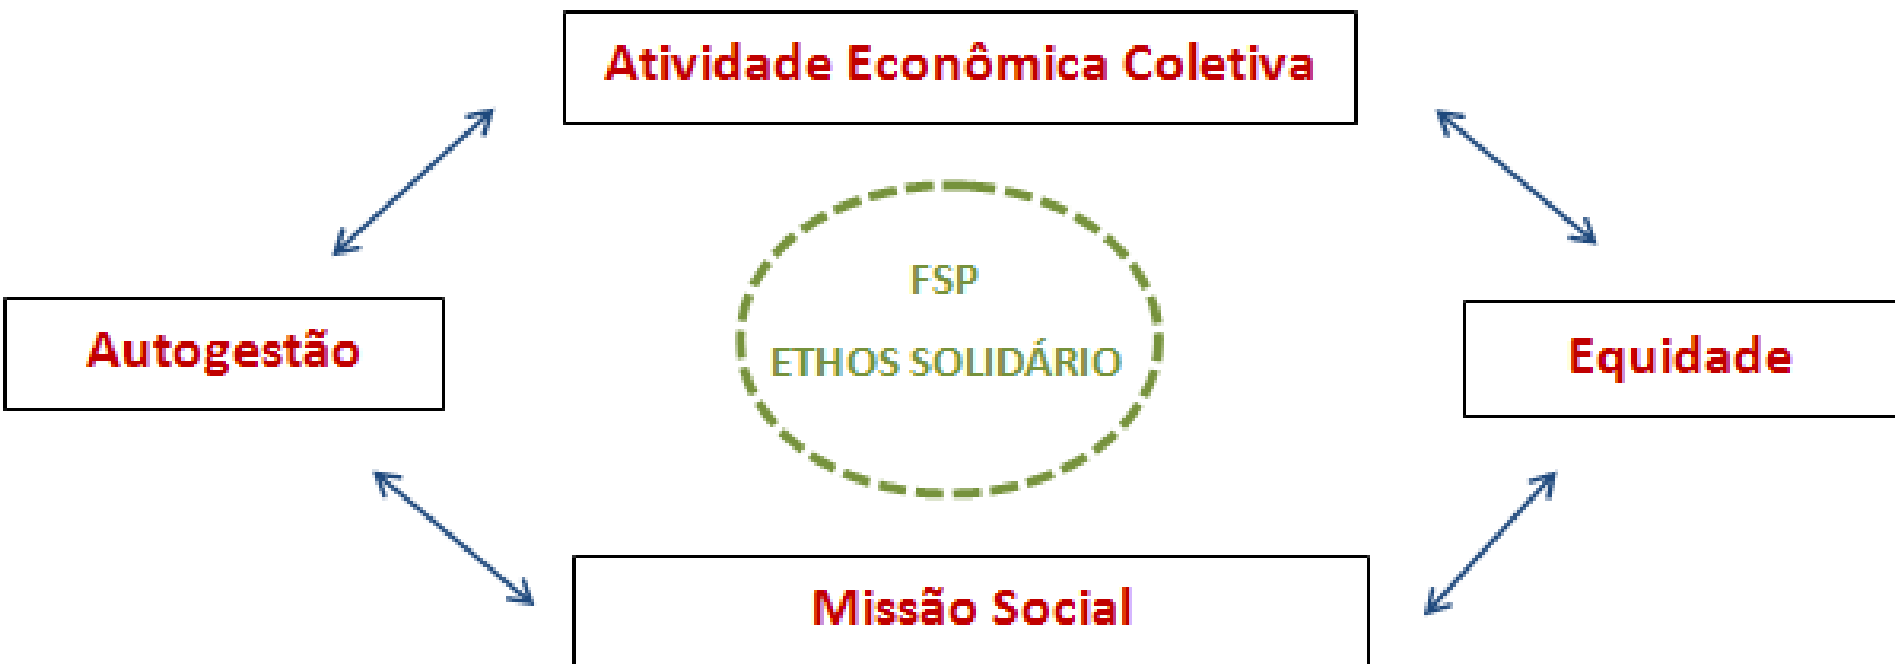 Atividade Econômica Coletiva
FSP
ETHOS SOLIDÁRIO
Autogestão
Equidade
Missão Social